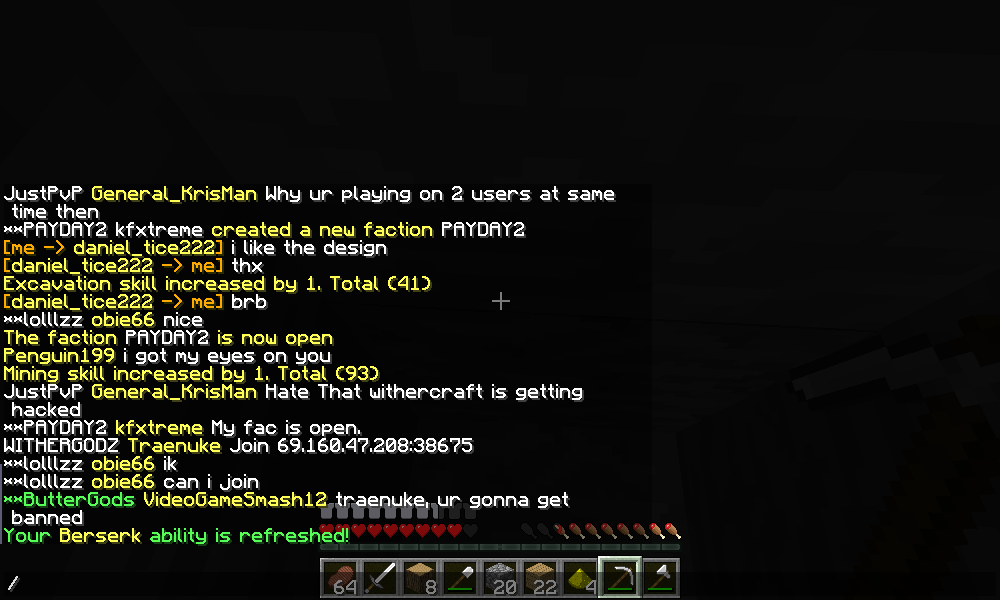 JustPvP General_KrisMan Why ur playing on 2 users at same
time then
**PAYDAY2 kfxtreme created a new faction PAYDAY2
[me -> daniel_tice222] i like the design
[daniel_tice222 -> me] thx
Excavation skill increased by 1. Total (41)
[daniel_tice222 -> me] brb
**lolllzz obie66 nice
The faction PAYDAY2 is now open
Penguin199 i got my eyes on you
Mining skill increased by 1. Total (93)
JustPvP General_KrisMan Hate That withercraft is getting
hacked
**PAYDAY2 kfxtreme My fac is open.
WITHERGODZ Traenuke Join 69.160.47.208:38675
**lolllzz obie66 ik
**lolllzz obie66 can i join
**ButterGods VideoGameSmash12 traenuke, ur gonna get
banned
Your Berserk ability is refreshed!
64 8 20 22 4
/